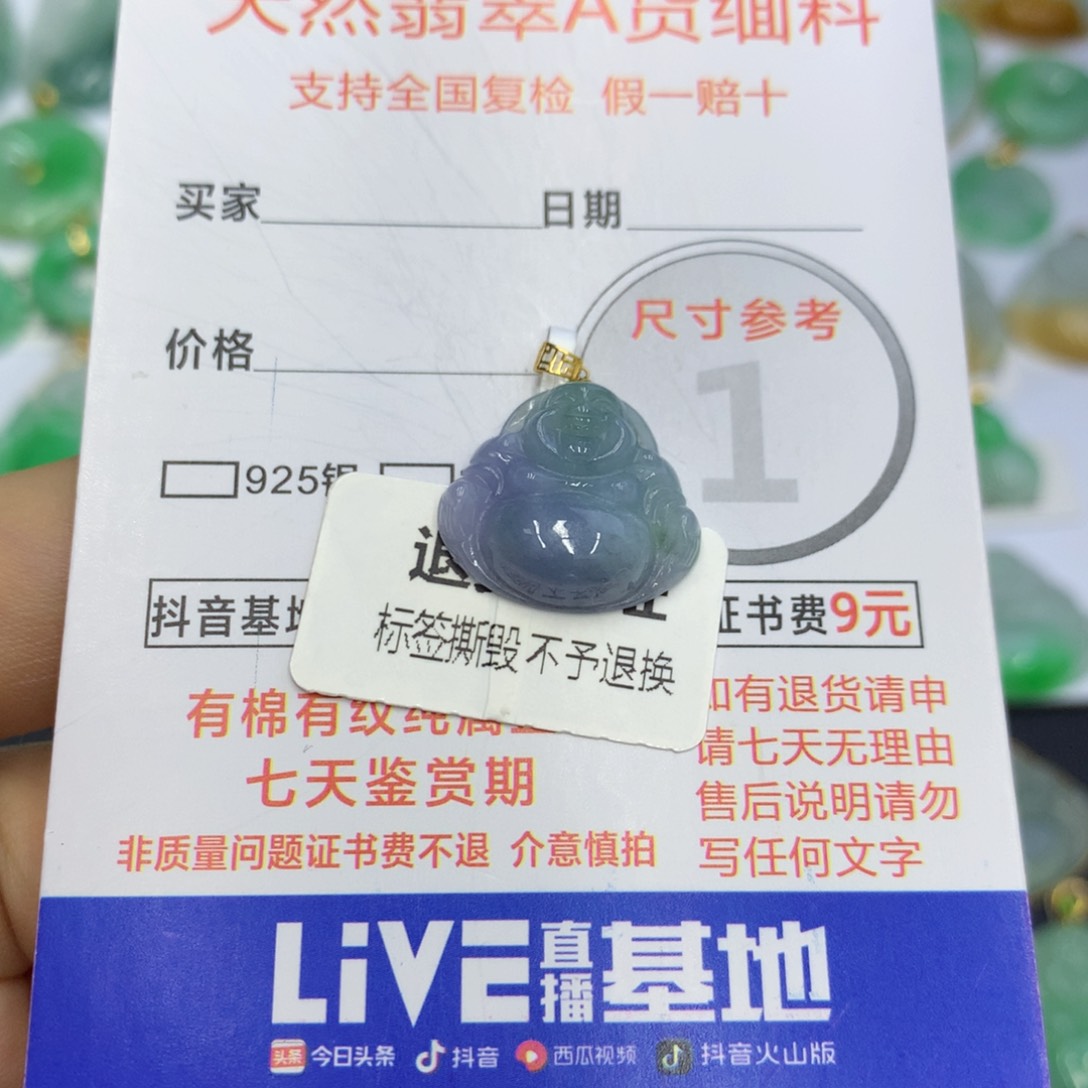 天然翡翠A货缅料
支持全国复检 假一赔十
买家 日期
价格
尺寸参考
1
925银
抖音基地
证书费9元
退
证
标签撕毁 不予退换
有棉有纹纯属
七天鉴赏期
非质量问题证书费不退 介意慎拍
如有退货请申
请七天无理由
售后说明请勿
写任何文字
LiVE直播基地
头条 今日头条 抖音 西瓜视频 抖音火山版